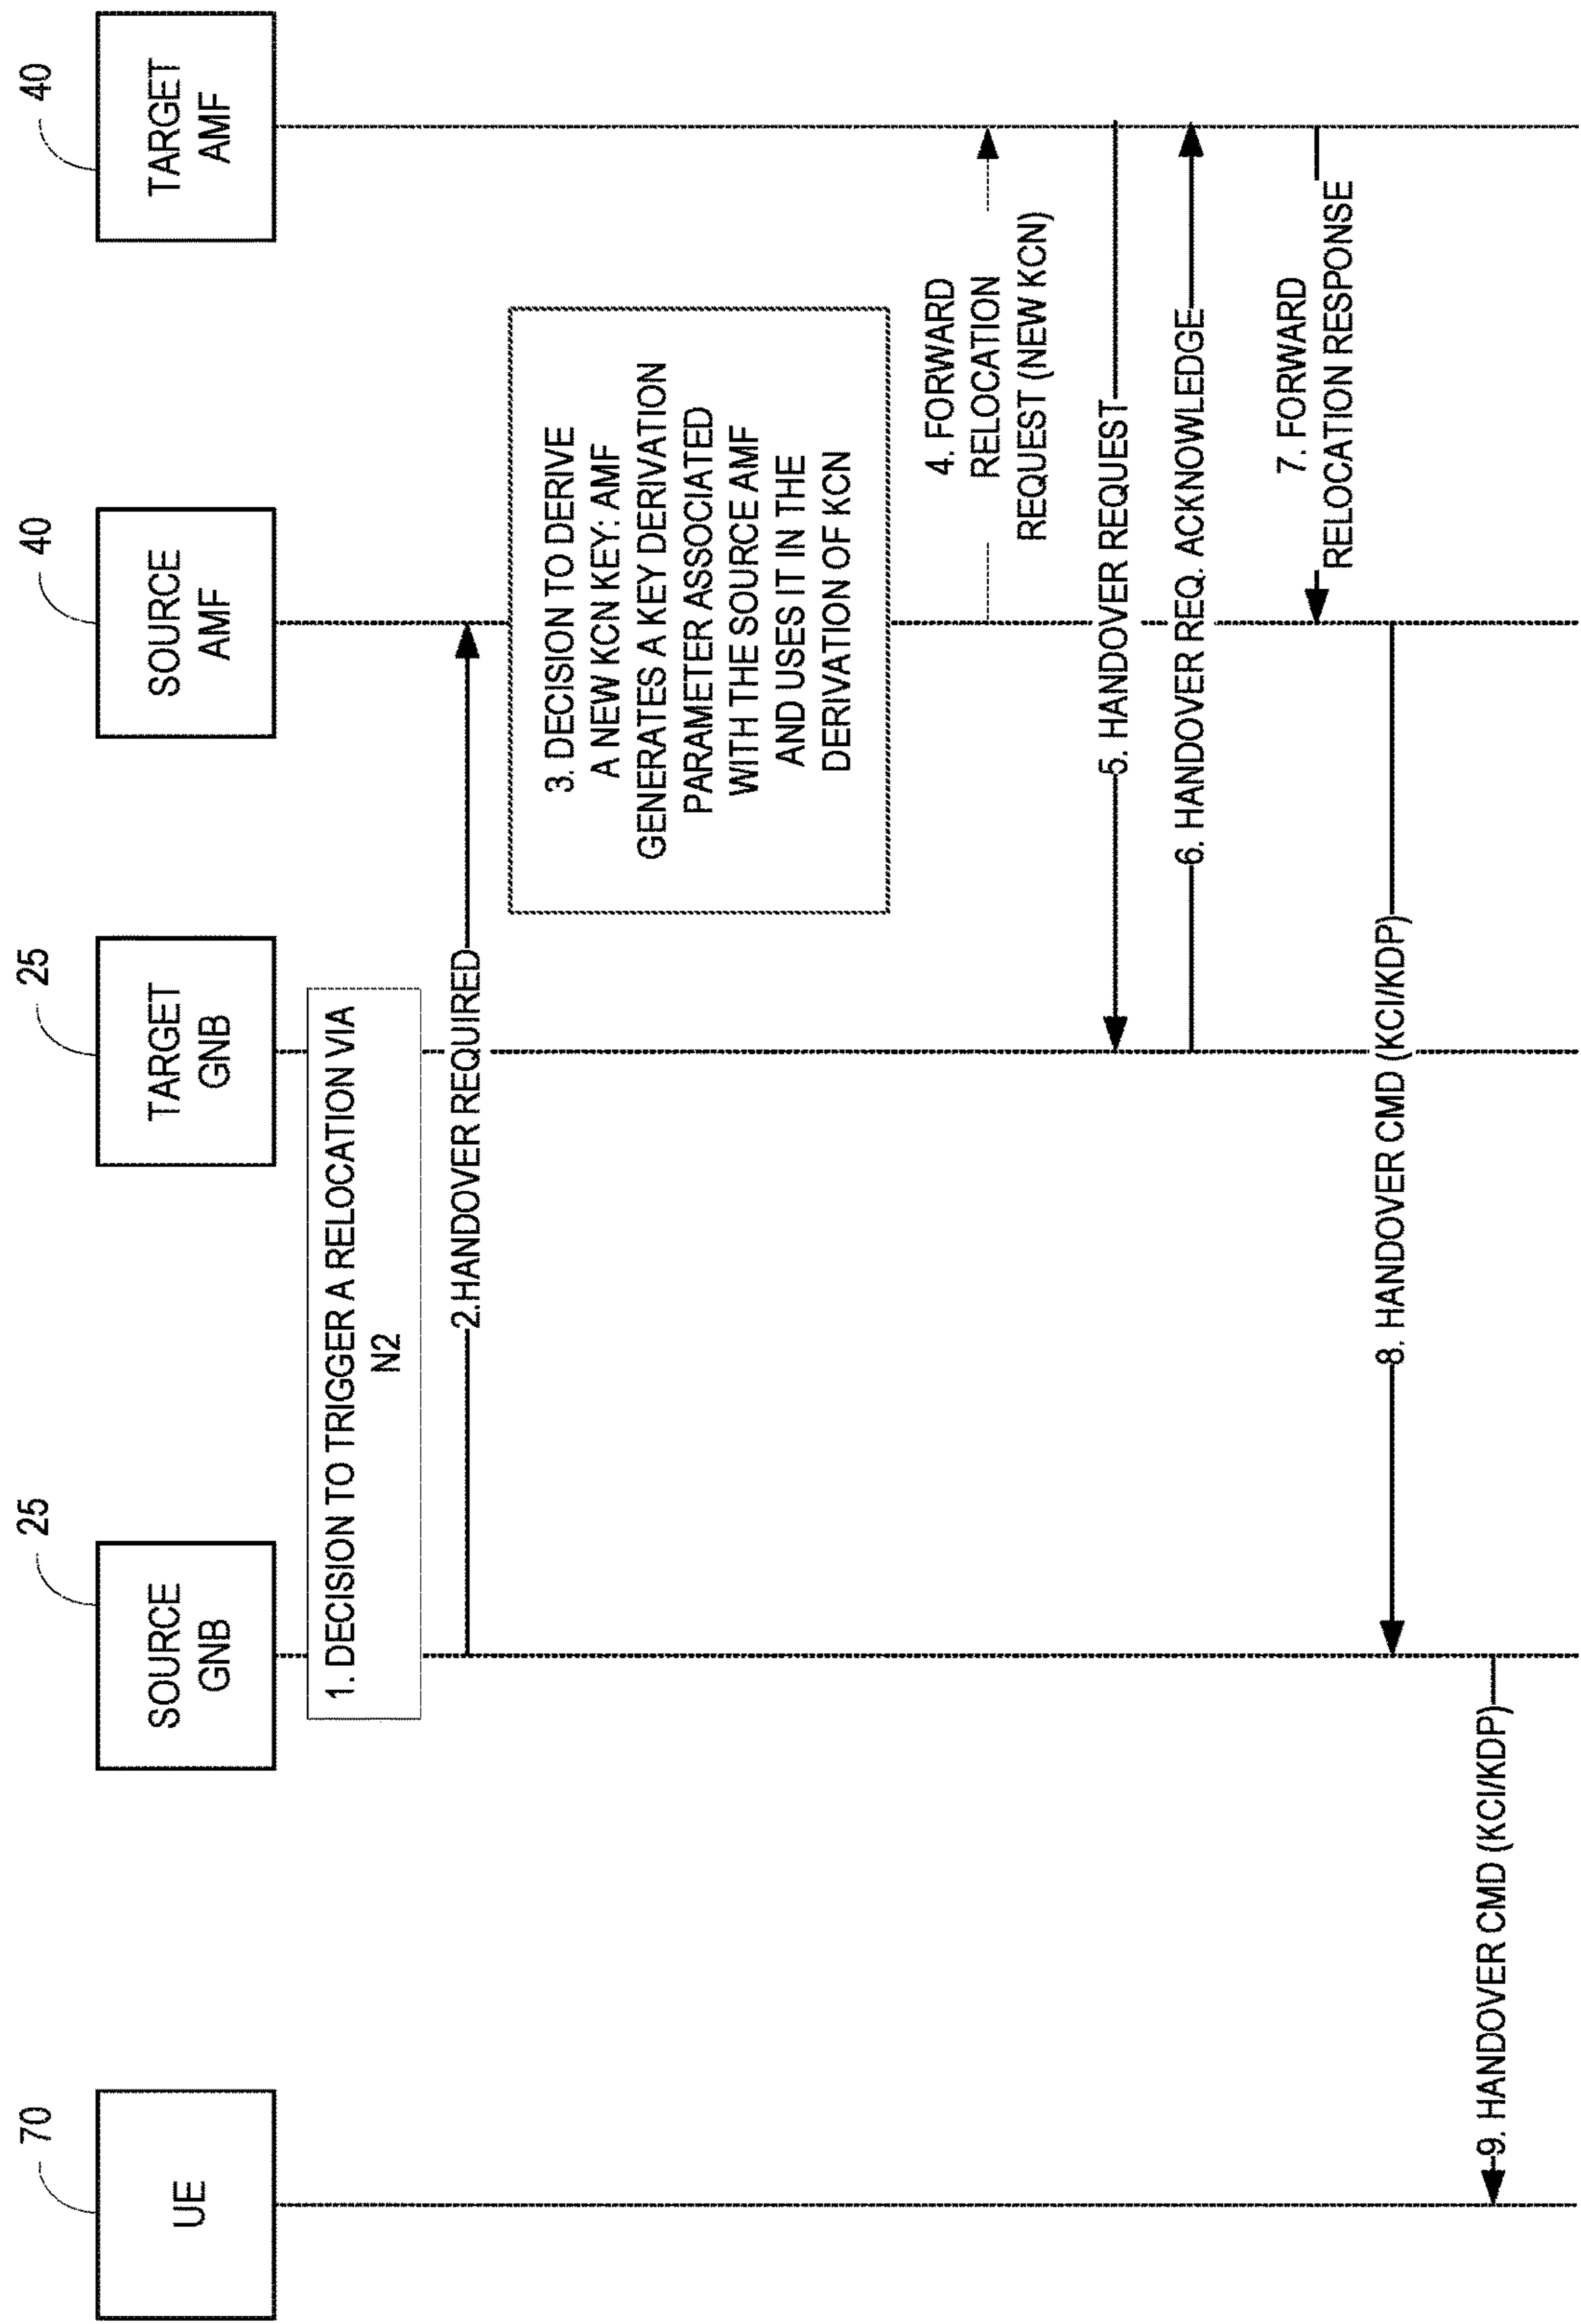 70
25
25
40
40
UE
SOURCE
GNB
TARGET
GNB
SOURCE
AMF
TARGET
AMF
1. DECISION TO TRIGGER A RELOCATION VIA
N2
2.HANDOVER REQUIRED
3. DECISION TO DERIVE
A NEW KCN KEY: AMF
GENERATES A KEY DERIVATION
PARAMETER ASSOCIATED
WITH THE SOURCE AMF
AND USES IT IN THE
DERIVATION OF KCN
4. FORWARD
RELOCATION
REQUEST (NEW KCN)
5. HANDOVER REQUEST
6. HANDOVER REQ. ACKNOWLEDGE
7. FORWARD
RELOCATION RESPONSE
8. HANDOVER CMD (KCI/KDP)
9. HANDOVER CMD (KCI/KDP)